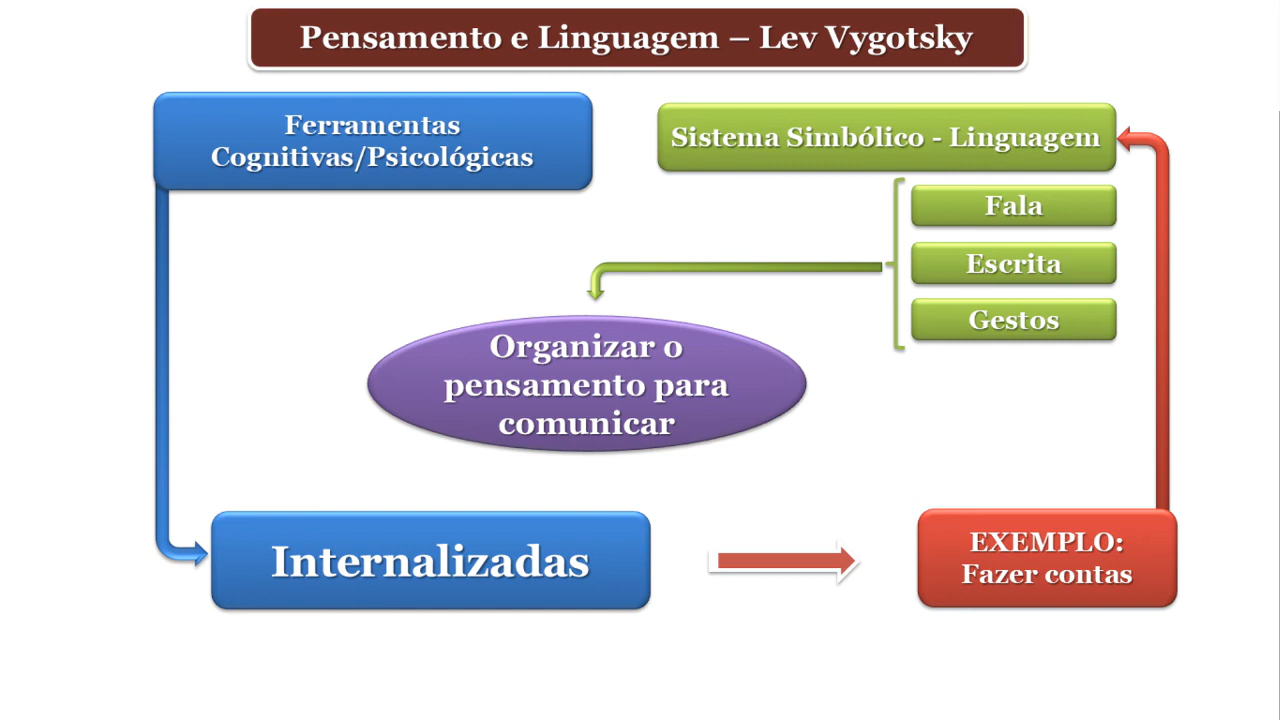 Pensamento e Linguagem – Lev Vygotsky
Ferramentas
Cognitivas/Psicológicas
Sistema Simbólico - Linguagem
Fala
Escrita
Gestos
Organizar o
pensamento para
comunicar
Internalizadas
EXEMPLO:
Fazer contas